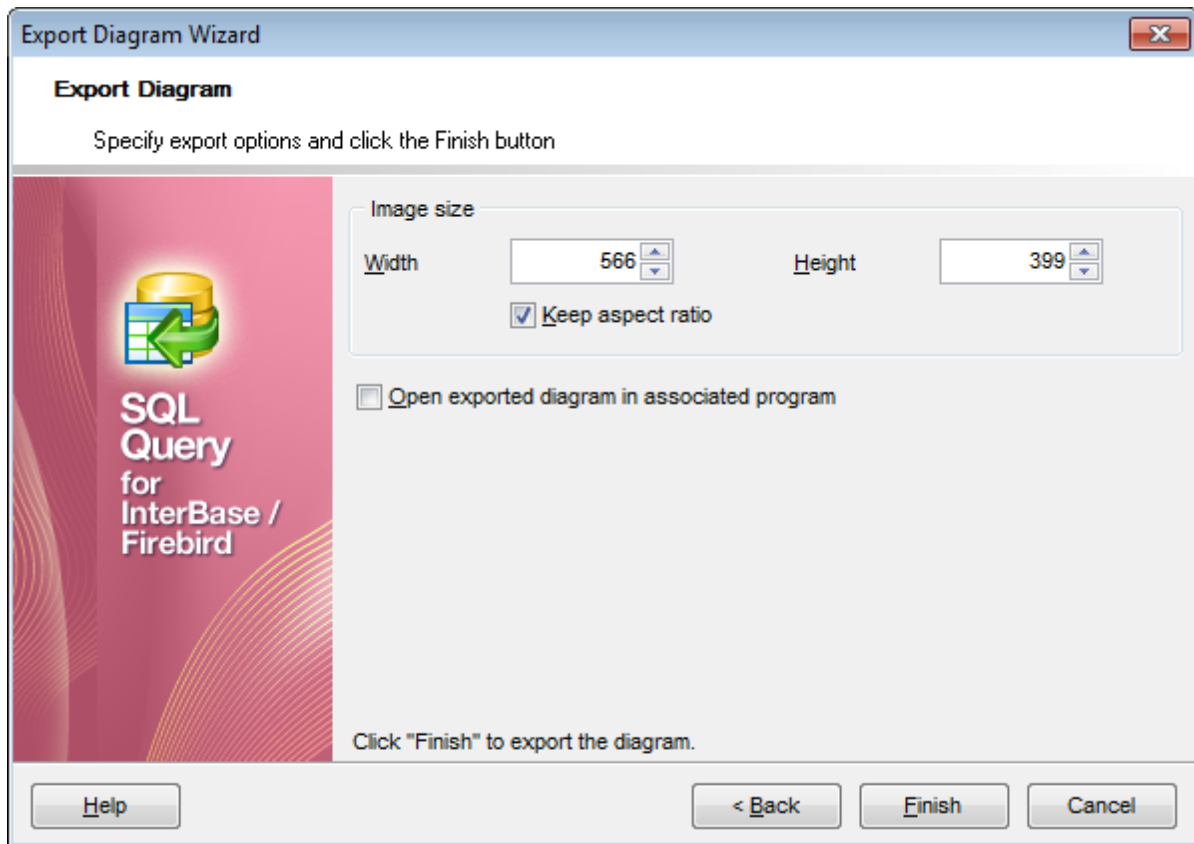 Export Diagram Wizard
Export Diagram
Specify export options and click the Finish button
Image size
Width 566 Height 399
Keep aspect ratio
Open exported diagram in associated program
SQL
Query
for
InterBase /
Firebird
Click "Finish" to export the diagram.
Help < Back Finish Cancel